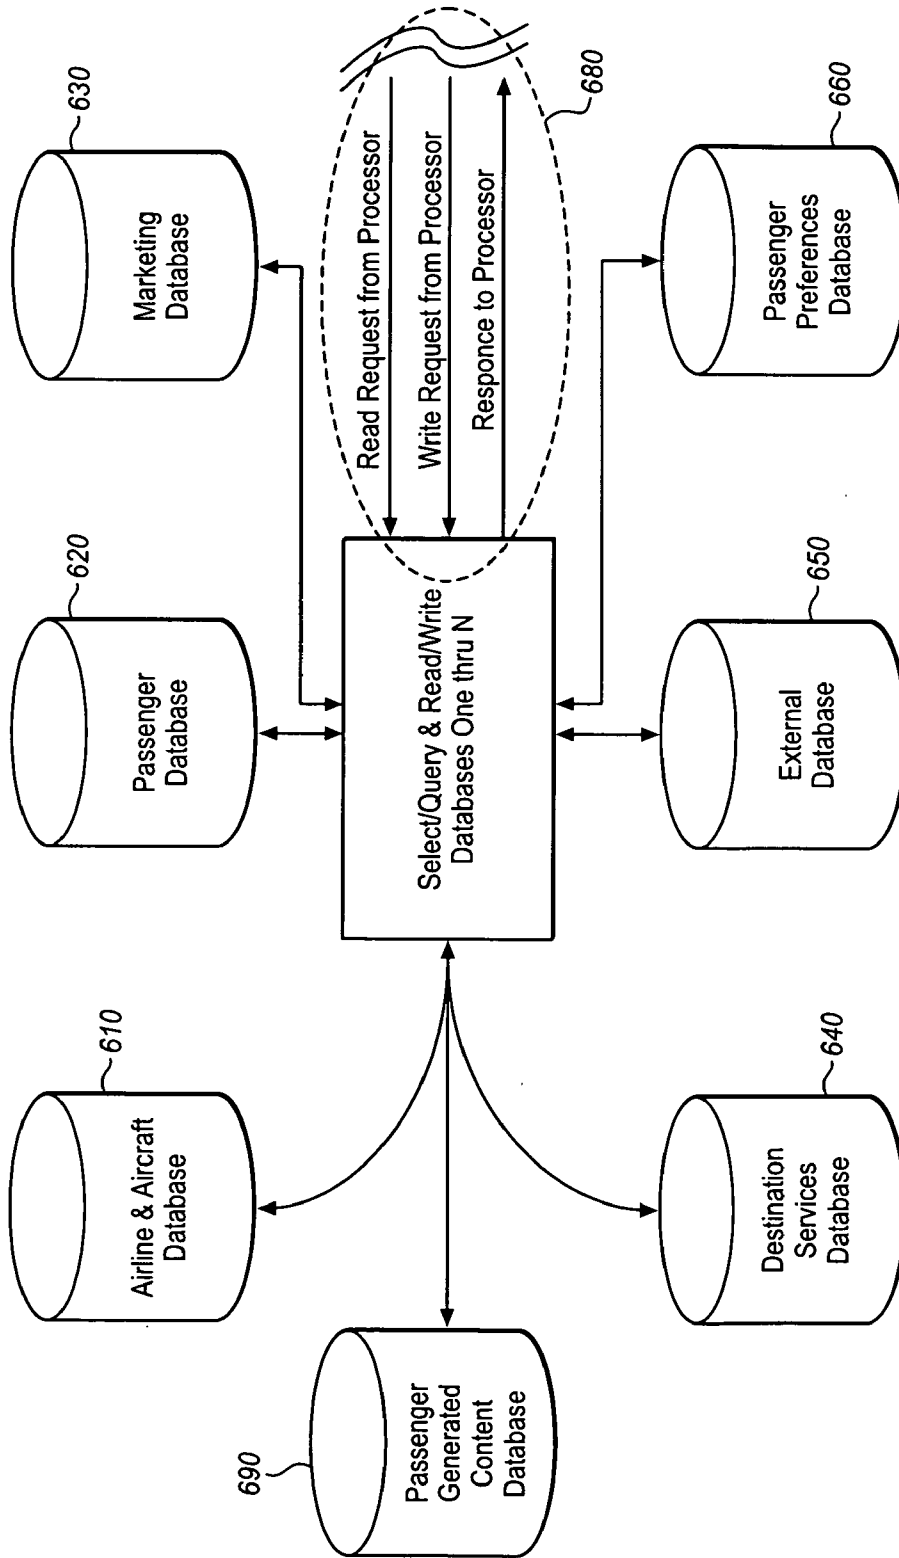 610
Airline & Aircraft
Database
620
Passenger
Database
630
Marketing
Database
690
Passenger
Generated
Content
Database
Select/Query & Read/Write
Databases One thru N
Read Request from Processor
Write Request from Processor
Responce to Processor
680
640
Destination
Services
Database
650
External
Database
660
Passenger
Preferences
Database